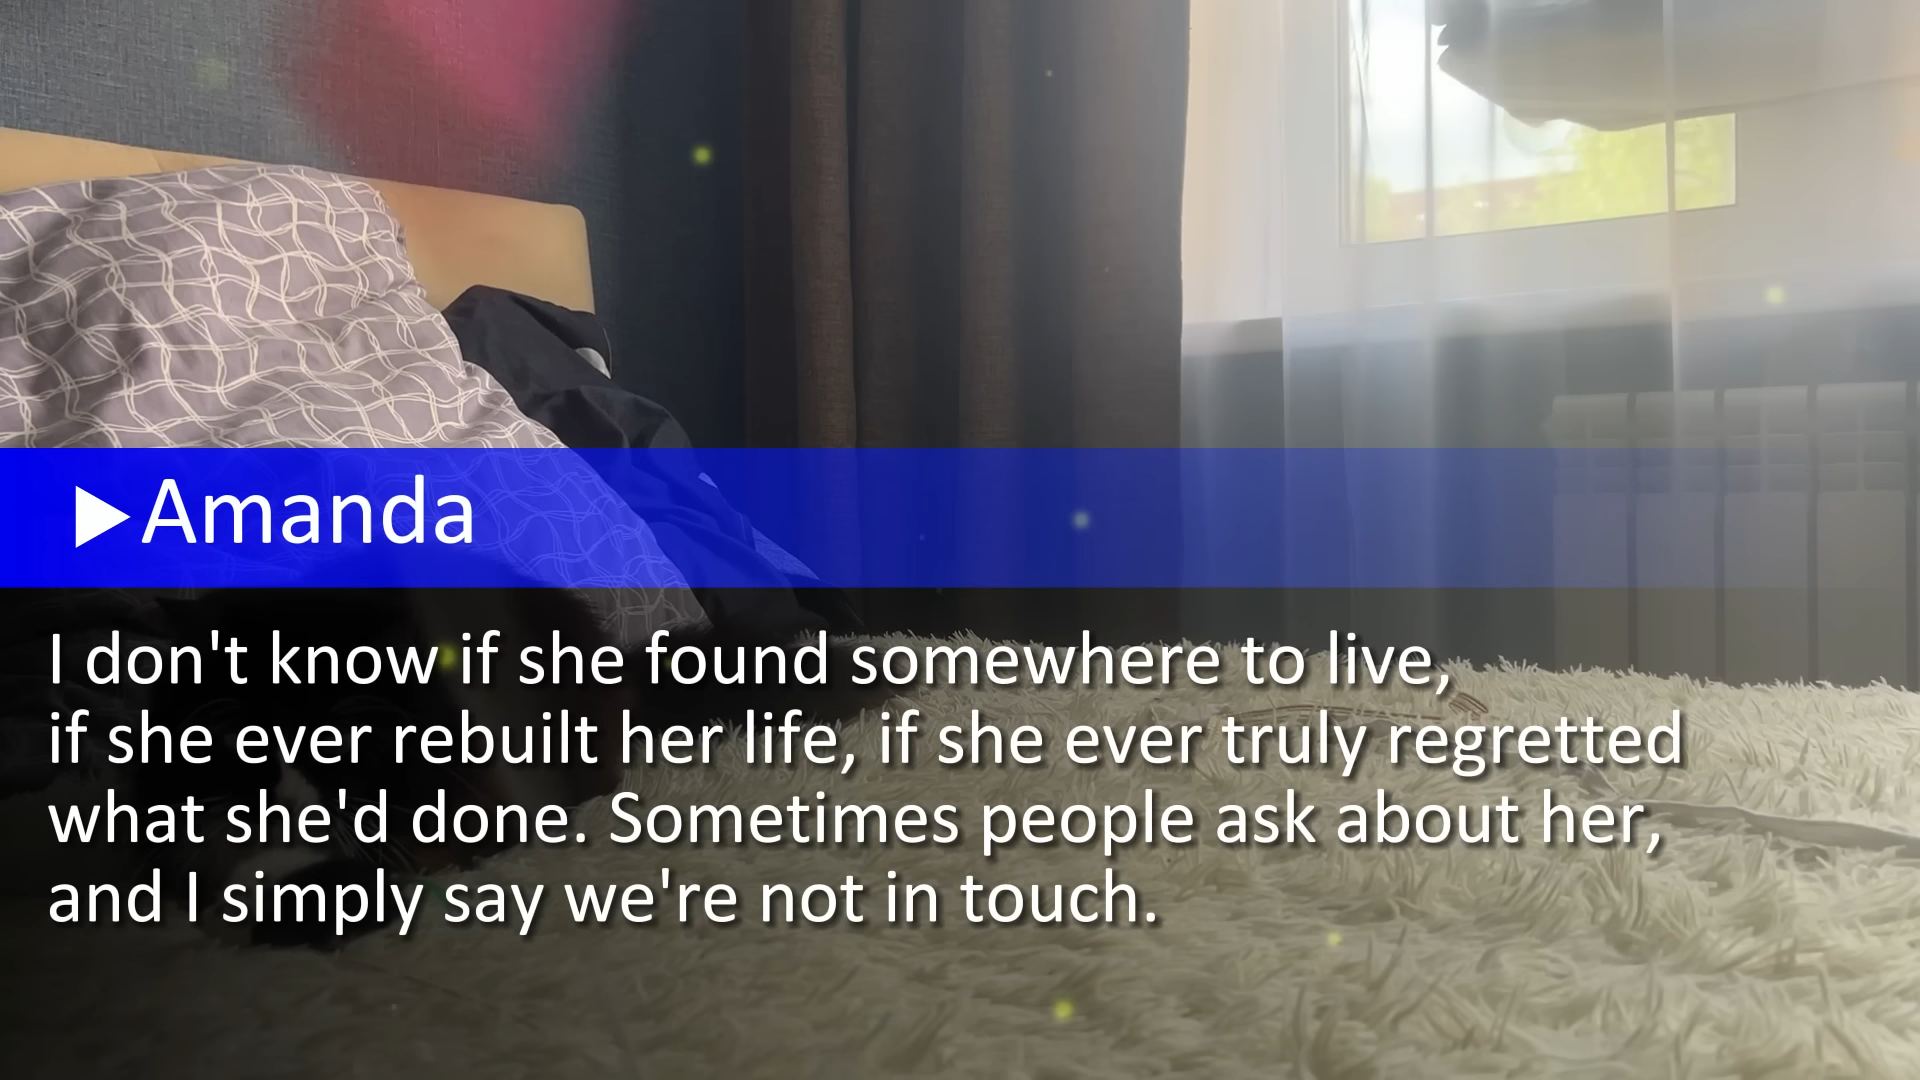 Amanda
I don't know if she found somewhere to live,
if she ever rebuilt her life, if she ever truly regretted
what she'd done. Sometimes people ask about her,
and I simply say we're not in touch.